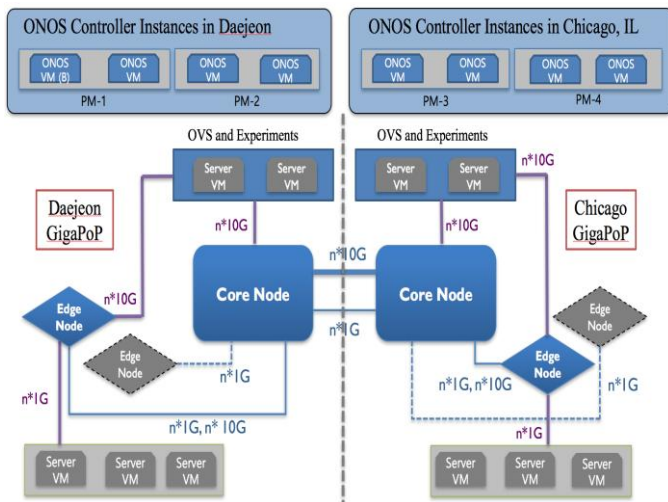 ONOS Controller Instances in Daejeon
ONOS
VM (B)
ONOS
VM
ONOS
VM
ONOS
VM
PM-1
PM-2
ONOS Controller Instances in Chicago, IL
ONOS
VM
ONOS
VM
ONOS
VM
ONOS
VM
PM-3
PM-4
OVS and Experiments
Server
VM
Server
VM
OVS and Experiments
Server
VM
Server
VM
n*10G
n*10G
Daejeon
GigaPoP
Chicago
GigaPoP
n*10G
n*10G
n*10G
n*10G
Core Node
Core Node
Edge
Node
Edge
Node
n*1G
Edge
Node
Edge
Node
n*1G
n*1G
n*1G, n*10G
n*1G
n*1G, n* 10G
n*1G
Server
VM
Server
VM
Server
VM
Server
VM
Server
VM
Server
VM